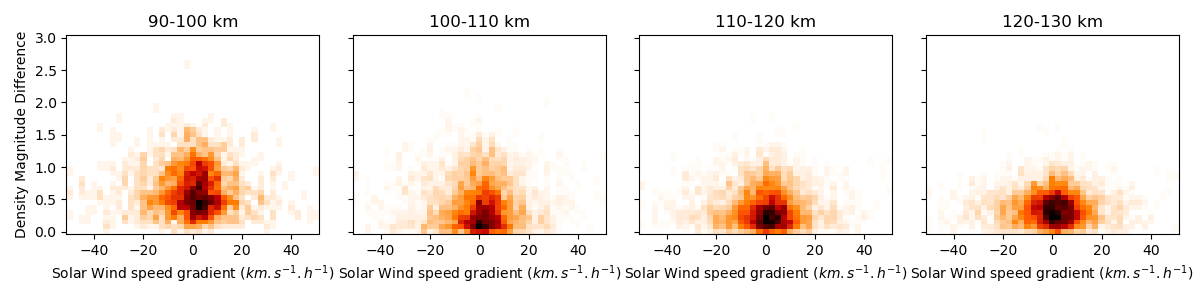 90-100 km
100-110 km
110-120 km
120-130 km
Density Magnitude Difference
3.0
2.5
2.0
1.5
1.0
0.5
0.0
−40 −20 0 20 40
−40 −20 0 20 40
−40 −20 0 20 40
−40 −20 0 20 40
Solar Wind speed gradient (km.s⁻¹.h⁻¹)
Solar Wind speed gradient (km.s⁻¹.h⁻¹)
Solar Wind speed gradient (km.s⁻¹.h⁻¹)
Solar Wind speed gradient (km.s⁻¹.h⁻¹)